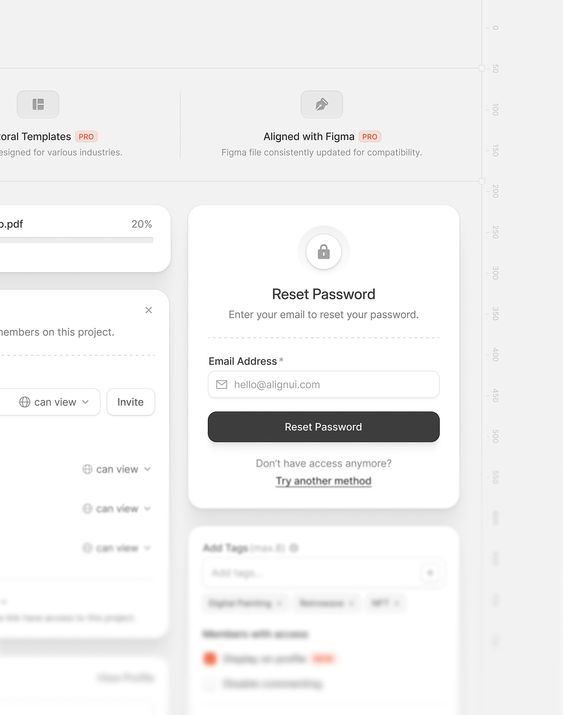 oral Templates PRO
esigned for various industries.
Aligned with Figma PRO
Figma file consistently updated for compatibility.
0
50
100
150
200
250
300
350
400
450
500
550
o.pdf 20%
members on this project.
can view Invite
can view
can view
can view
Reset Password
Enter your email to reset your password.
Email Address *
hello@alignui.com
Reset Password
Don't have access anymore?
Try another method
Add Tags (max. 8)
Add tags...
Digital Painting
Retrowave
NFT
Members with access
Display on profile NEW
Disable commenting
View Profile